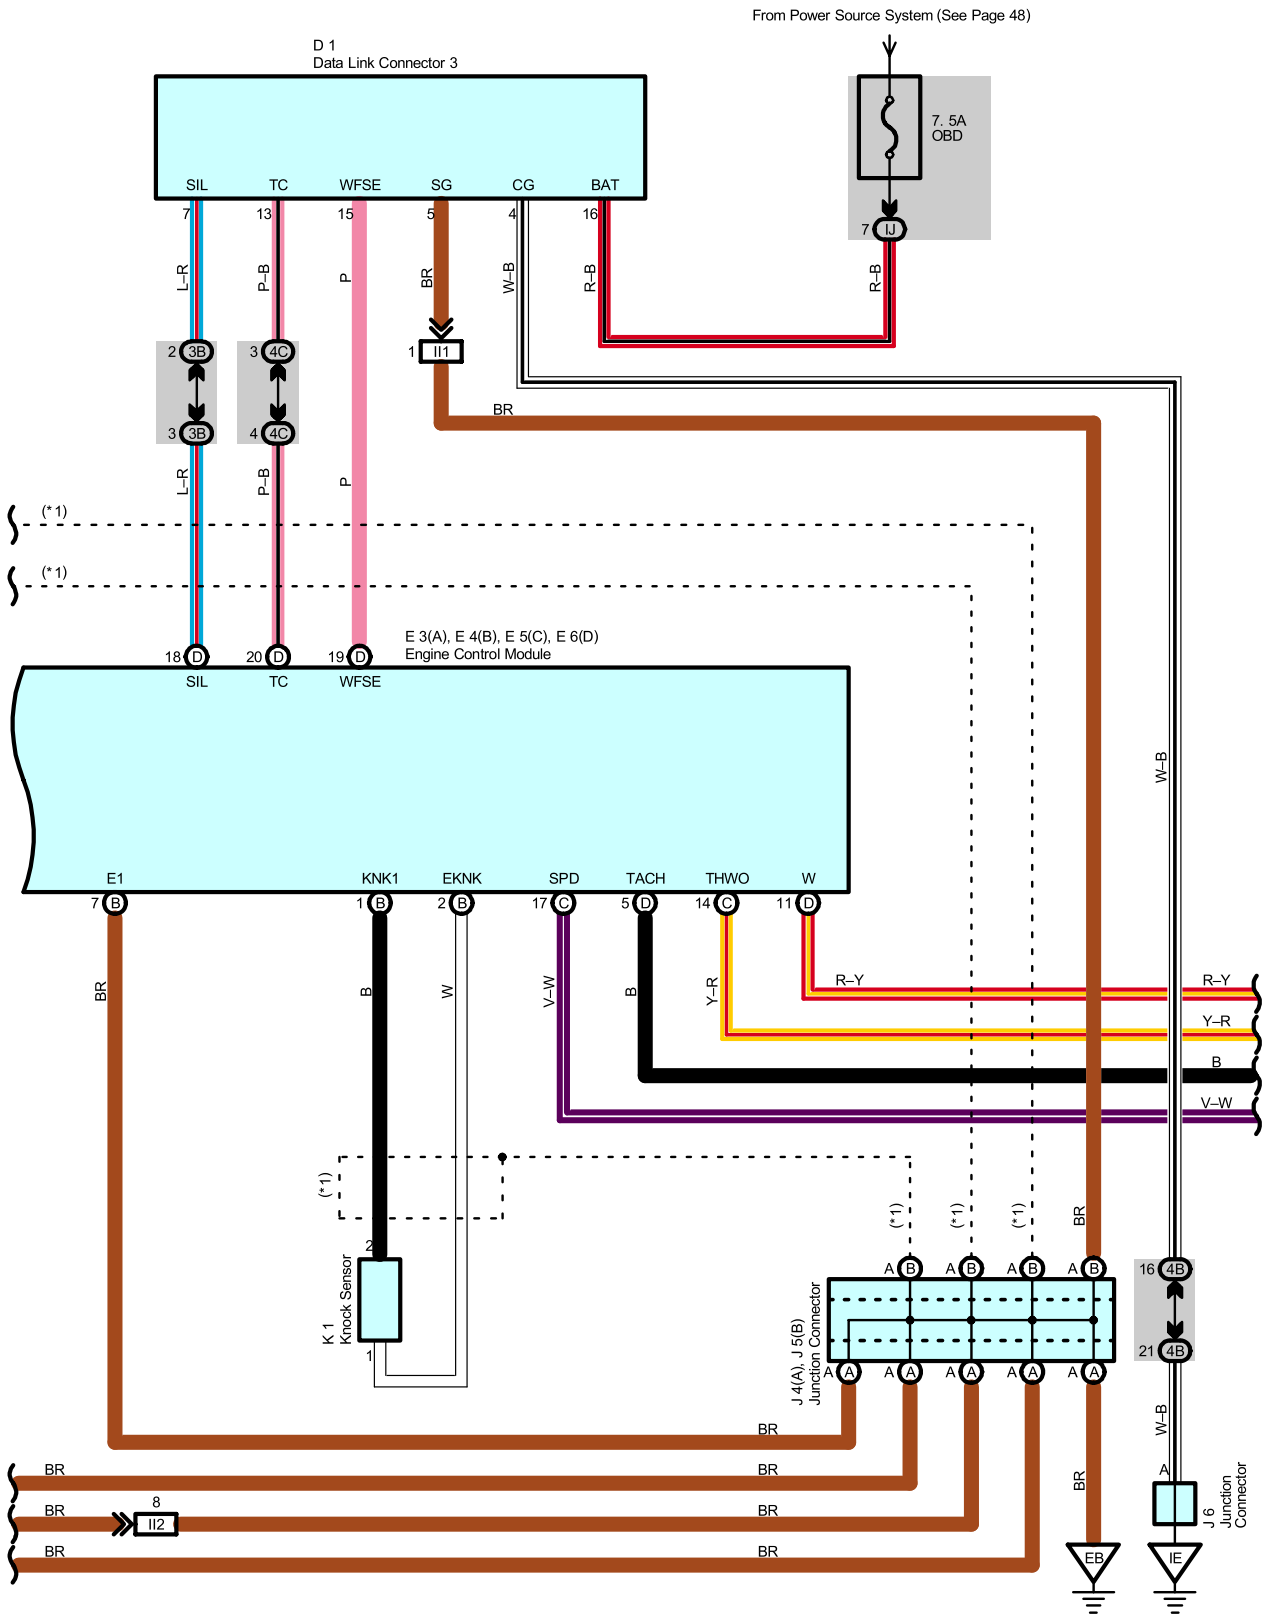 From Power Source System (See Page 48)
D 1
Data Link Connector 3
7. 5A
OBD
SIL TC WFSE SG CG BAT
7 13 15 5 4 16
7 IJ
L–R P–B P BR W–B R–B R–B
2 3B 3 4C 1 II1
BR
3 3B 4 4C
L–R P–B P
(*1)
(*1)
E 3(A), E 4(B), E 5(C), E 6(D)
Engine Control Module
18 D 20 D 19 D
SIL TC WFSE
W–B
E1 KNK1 EKNK SPD TACH THWO W
7 B 1 B 2 B 17 C 5 D 14 C 11 D
BR B W V–W B Y–R
R–Y R–Y
Y–R
B
V–W
(*1) (*1) (*1) (*1) BR
2
K 1
Knock Sensor
1
A B A B A B A B
16 4B
J 4(A), J 5(B)
Junction Connector
21 4B
A A A A A A A A A A
BR
BR BR
8
BR II2 BR
BR BR
BR
W–B
A
J 6
Junction
Connector
EB IE